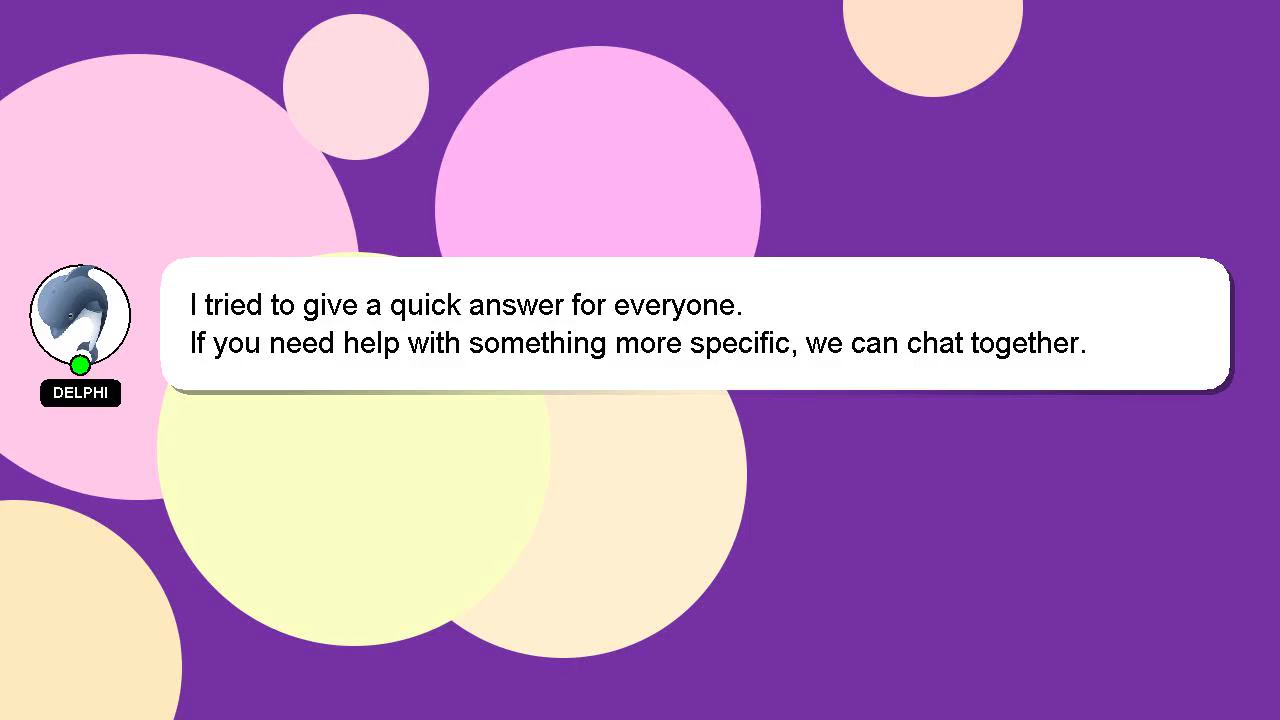 I tried to give a quick answer for everyone.
If you need help with something more specific, we can chat together.
DELPHI